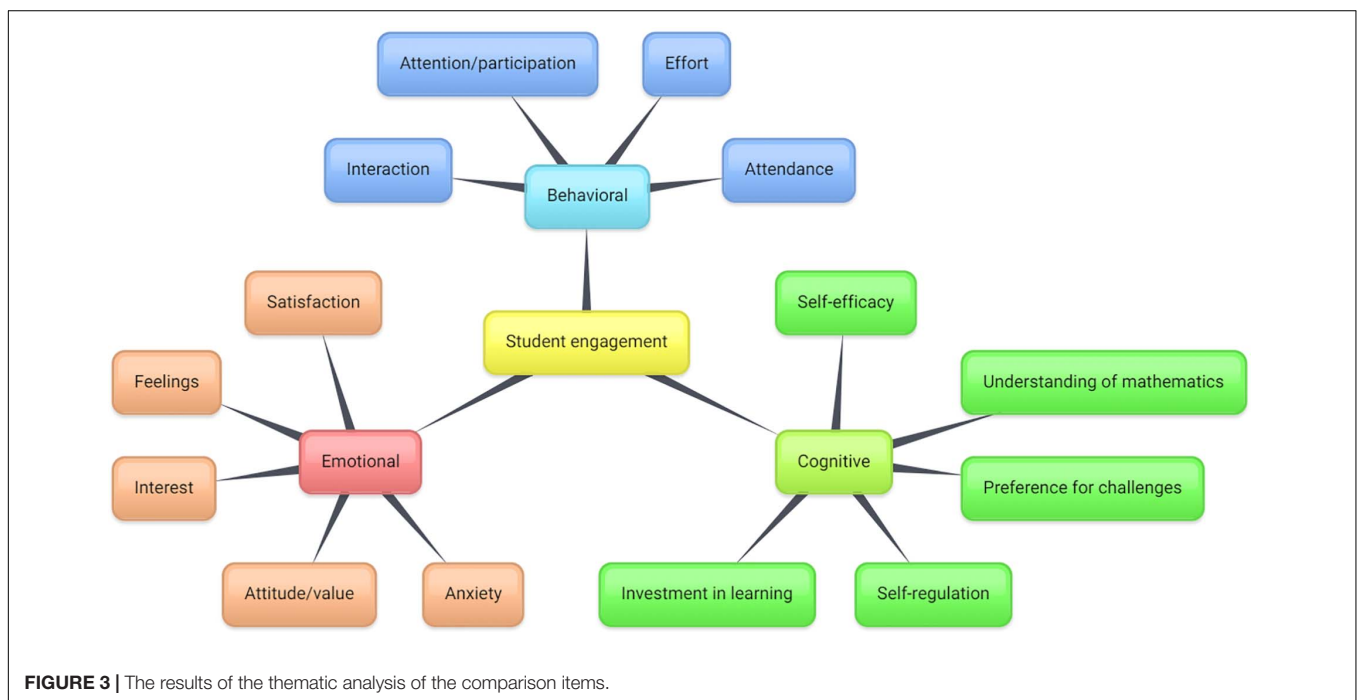 Attention/participation
Effort
Interaction
Attendance
Behavioral
Satisfaction
Self-efficacy
Student engagement
Feelings
Understanding of mathematics
Emotional
Cognitive
Interest
Preference for challenges
Attitude/value
Anxiety
Investment in learning
Self-regulation
FIGURE 3 | The results of the thematic analysis of the comparison items.